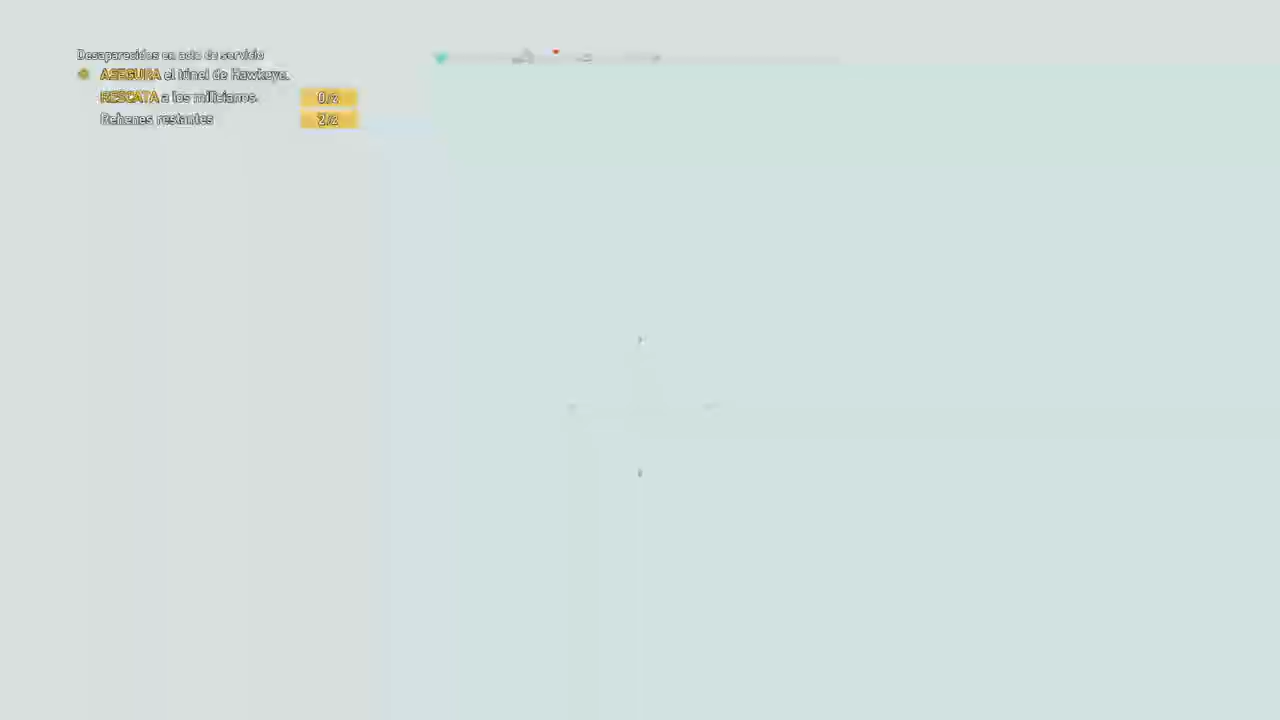 Desaparecidos en acto de servicio
ASEGURA el túnel de Hawkeye.
RESCATA a los milicianos. 0/2
Rehenes restantes 2/2